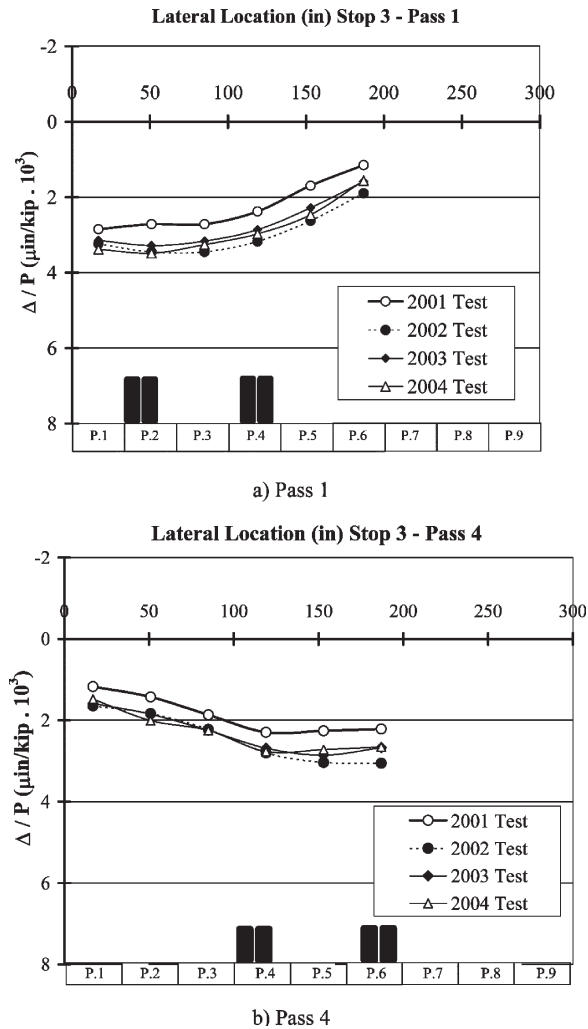 Lateral Location (in) Stop 3 - Pass 1
-2
0 50 100 150 200 250 300
0
2
4
6
8
Δ / P (μin/kip . 10³)
2001 Test
2002 Test
2003 Test
2004 Test
P.1 P.2 P.3 P.4 P.5 P.6 P.7 P.8 P.9
a) Pass 1
Lateral Location (in) Stop 3 - Pass 4
-2
0 50 100 150 200 250 300
0
2
4
6
8
Δ / P (μin/kip . 10³)
2001 Test
2002 Test
2003 Test
2004 Test
P.1 P.2 P.3 P.4 P.5 P.6 P.7 P.8 P.9
b) Pass 4